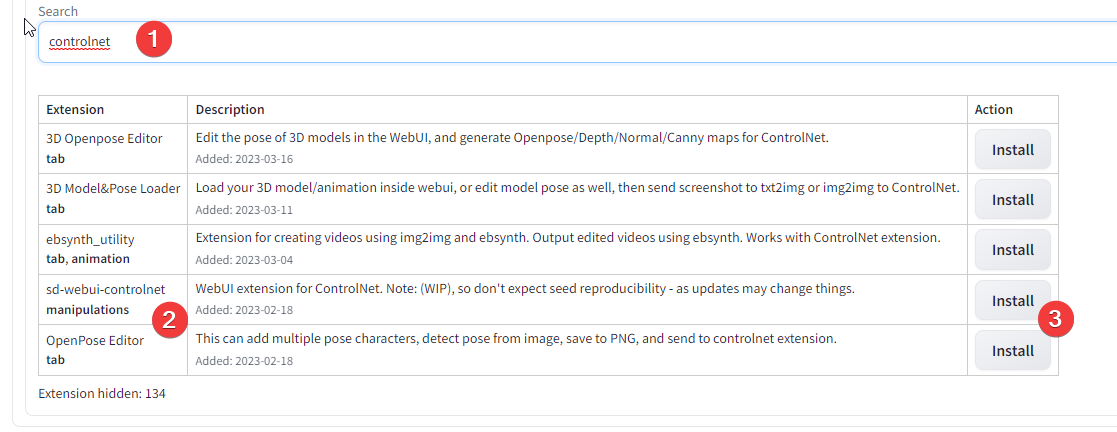 Search
controlnet 1
Extension Description Action
3D Openpose Editor Edit the pose of 3D models in the WebUI, and generate Openpose/Depth/Normal/Canny maps for ControlNet. Install
tab Added: 2023-03-16
3D Model&Pose Loader Load your 3D model/animation inside webui, or edit model pose as well, then send screenshot to txt2img or img2img to ControlNet. Install
tab Added: 2023-03-11
ebsynth_utility Extension for creating videos using img2img and ebsynth. Output edited videos using ebsynth. Works with ControlNet extension. Install
tab, animation Added: 2023-03-04
sd-webui-controlnet WebUI extension for ControlNet. Note: (WIP), so don't expect seed reproducibility - as updates may change things. Install
manipulations 2 Added: 2023-02-18 3
OpenPose Editor This can add multiple pose characters, detect pose from image, save to PNG, and send to controlnet extension. Install
tab Added: 2023-02-18
Extension hidden: 134